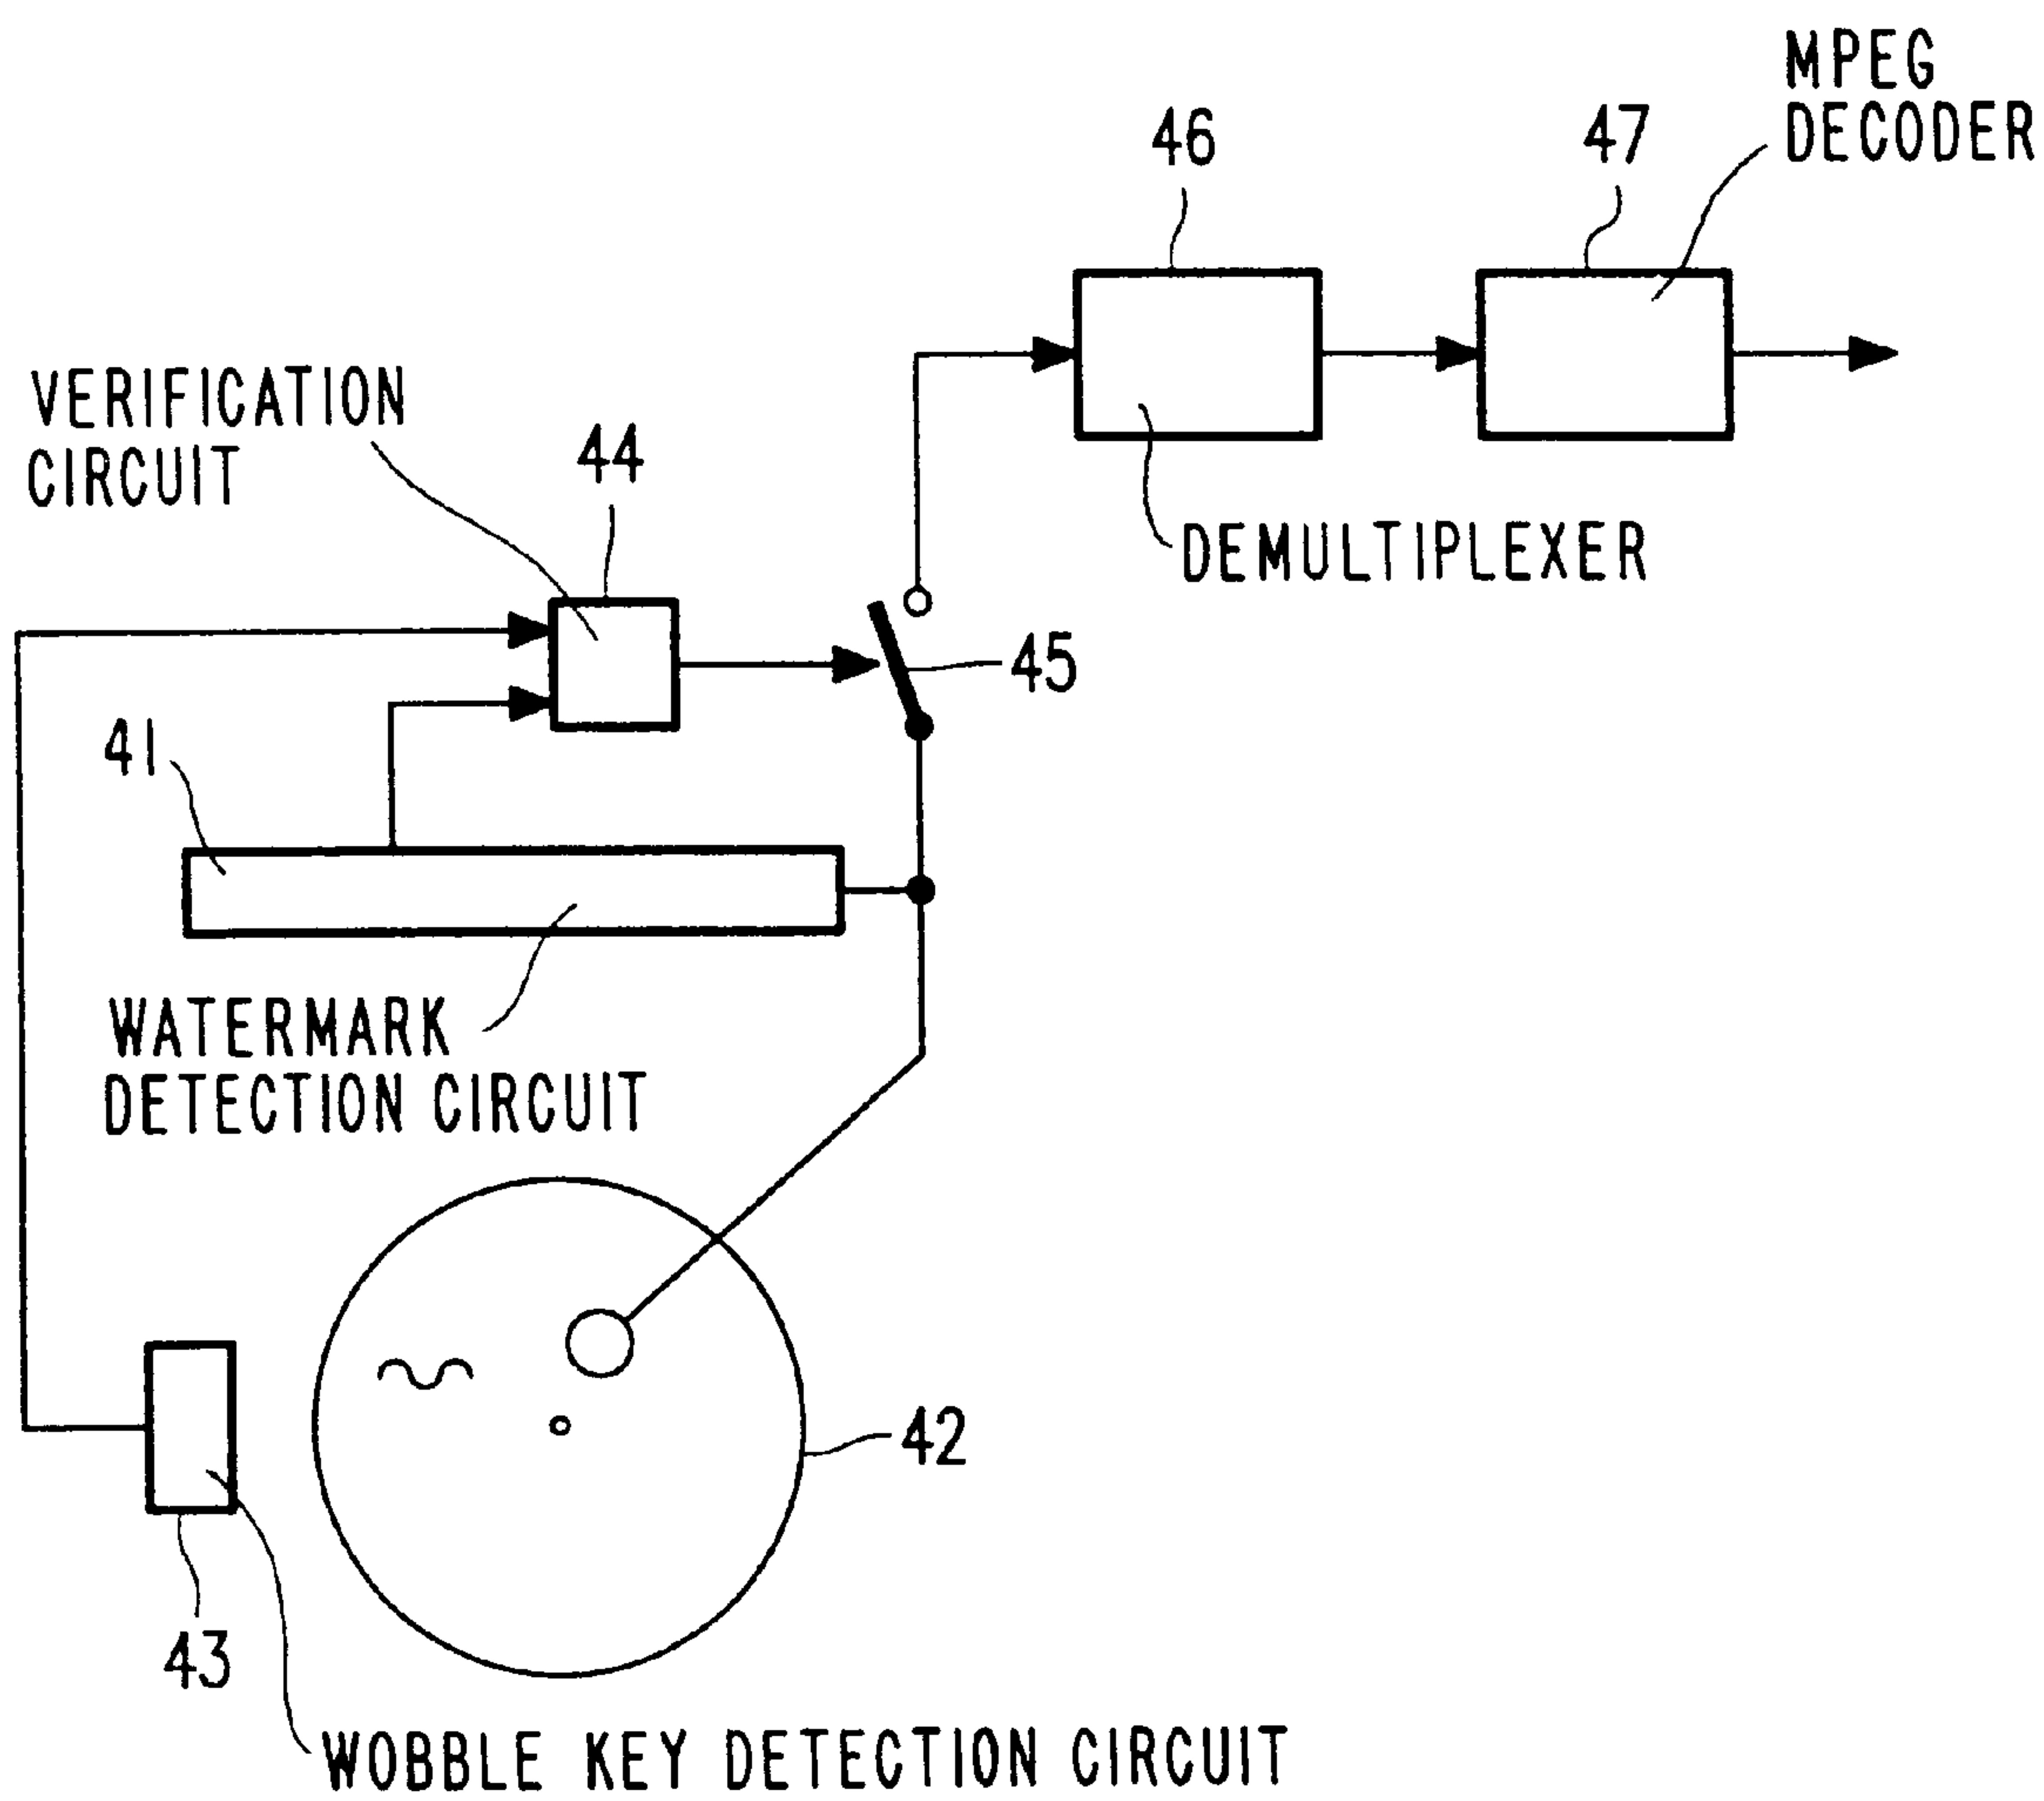 MPEG
DECODER
46
47
VERIFICATION
CIRCUIT
44
DEMULTIPLEXER
45
41
WATERMARK
DETECTION CIRCUIT
42
43
WOBBLE KEY DETECTION CIRCUIT